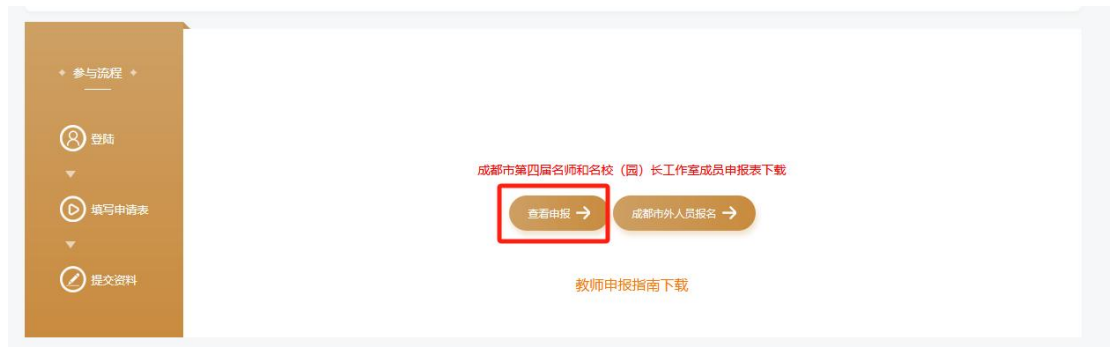 参与流程
登陆
填写申请表
提交资料
成都市第四届名师和名校（园）长工作室成员申报表下载
查看申报
成都市外人员报名
教师申报指南下载